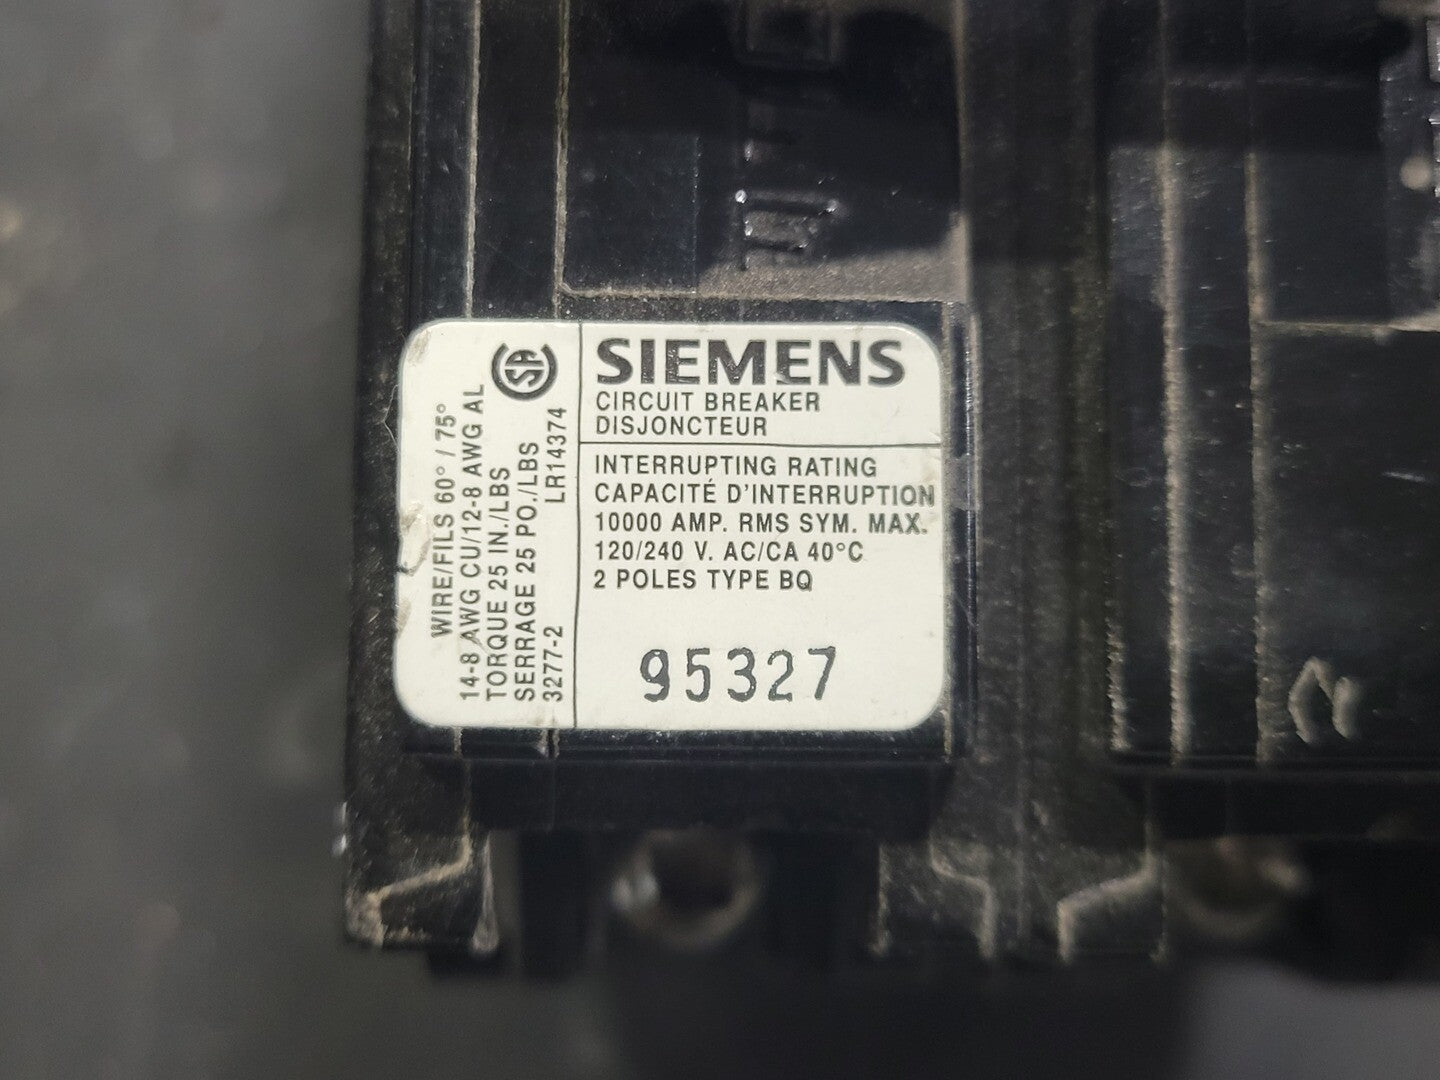 SIEMENS
CIRCUIT BREAKER
DISJONCTEUR
INTERRUPTING RATING
CAPACITÉ D'INTERRUPTION
10000 AMP. RMS SYM. MAX.
120/240 V. AC/CA 40°C
2 POLES TYPE BQ
95327
WIRE/FILS 60° / 75°
14-8 AWG CU/12-8 AWG AL
TORQUE 25 IN./LBS
SERRAGE 25 PO./LBS
3277-2 LR14374
SA